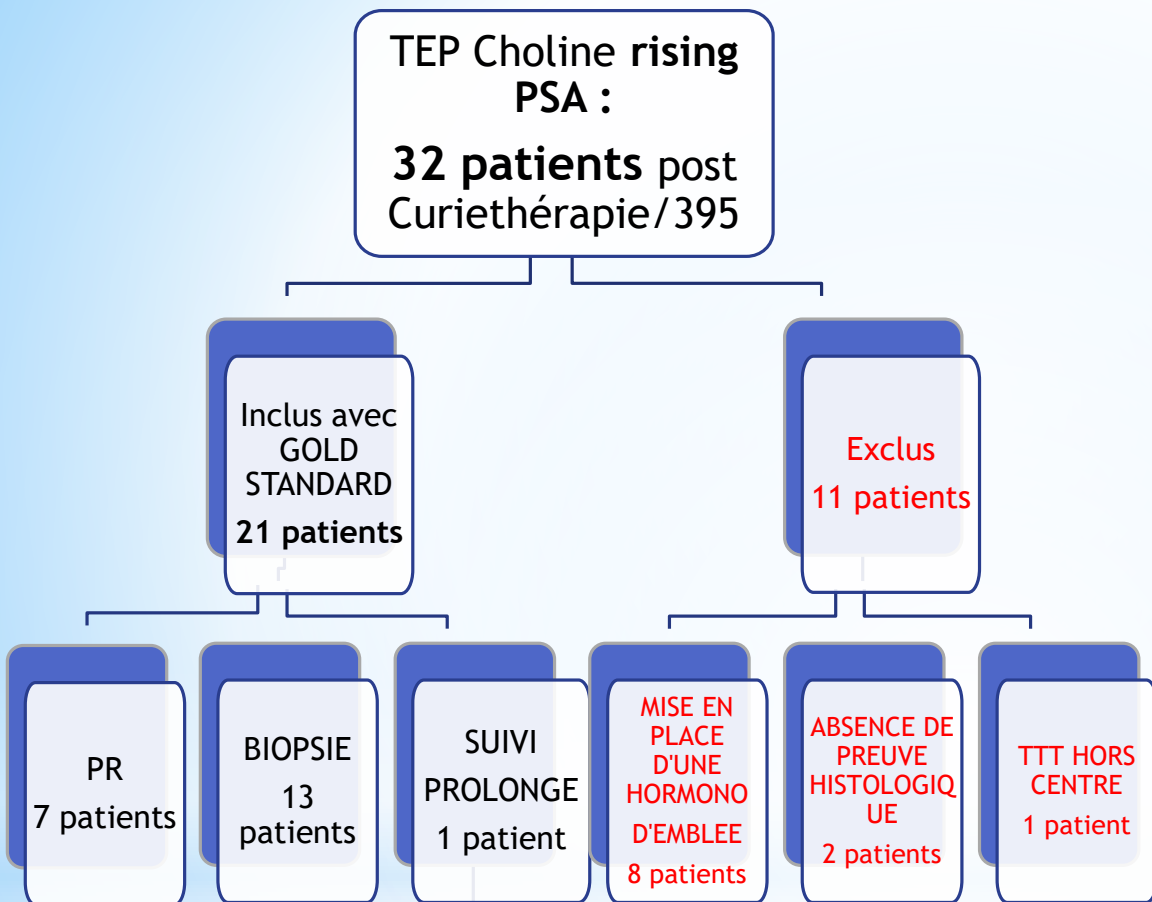 TEP Choline rising
PSA :
32 patients post
Curiethérapie/395
Inclus avec
GOLD
STANDARD
21 patients
Exclus
11 patients
PR
7 patients
BIOPSIE
13
patients
SUIVI
PROLONGE
1 patient
MISE EN
PLACE
D'UNE
HORMONO
D'EMBLEE
8 patients
ABSENCE DE
PREUVE
HISTOLOGIQ
UE
2 patients
TTT HORS
CENTRE
1 patient